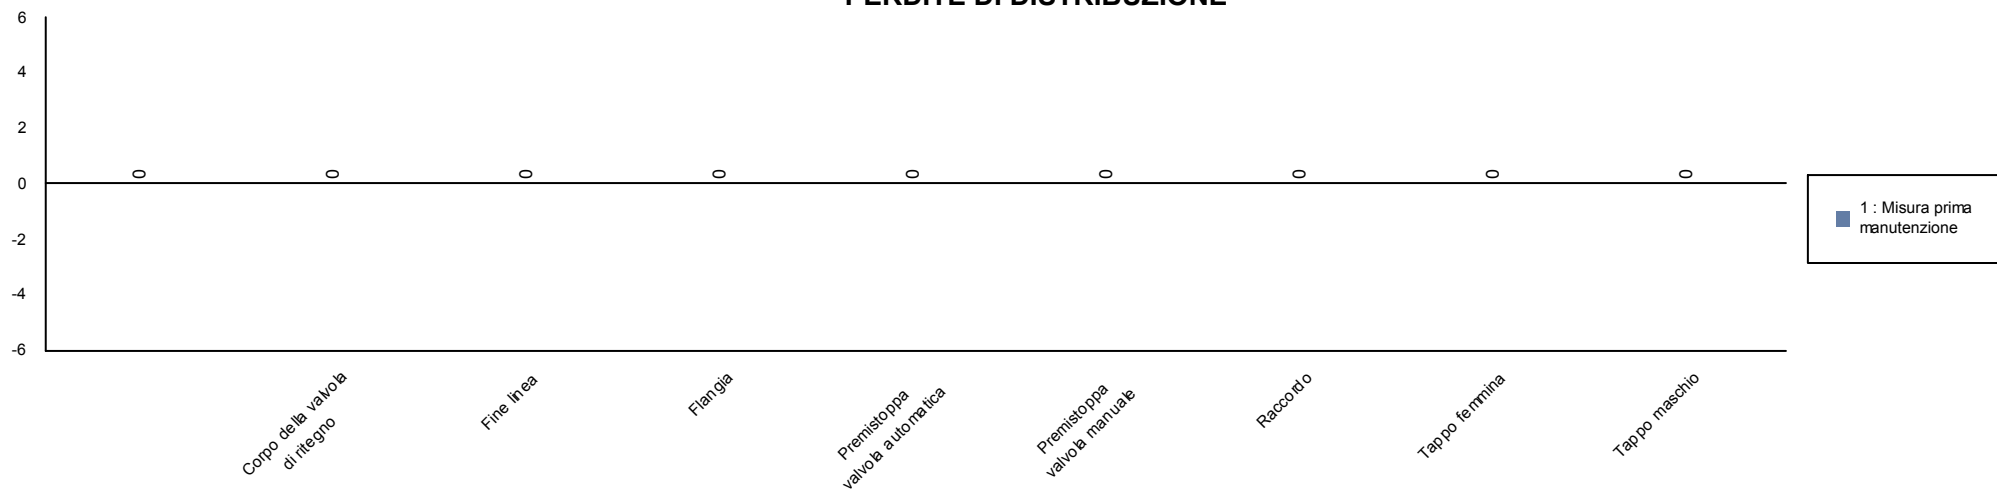 PERDITE DI DISTRIBUZIONE
6
4
2
0
-2
-4
-6
0 0 0 0 0 0 0 0 0
Corpo della valvola
di ritegno
Fine linea
Flangia
Premistoppa
valvola automatica
Premistoppa
valvola manuale
Raccordo
Tappo femmina
Tappo maschio
1 : Misura prima
manutenzione